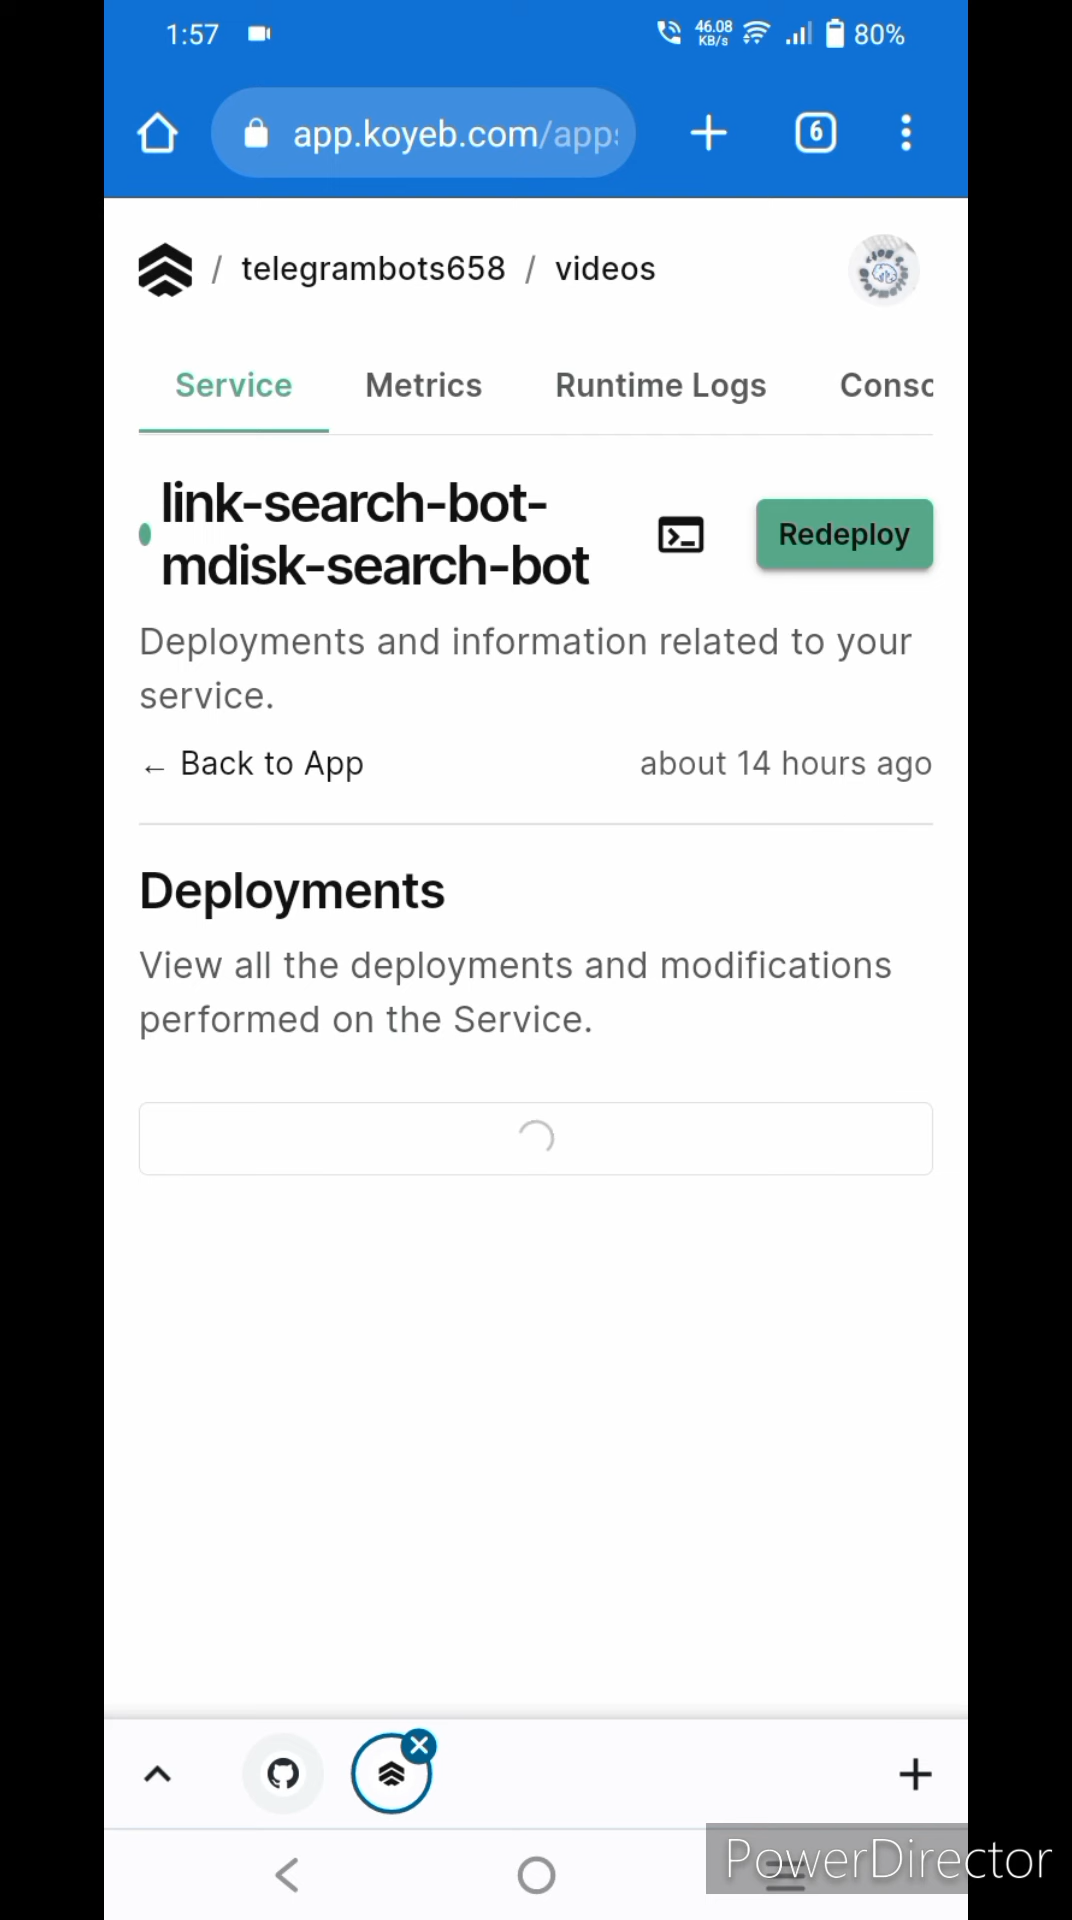 1:57
46.08
KB/s
80%
app.koyeb.com/apps
6
/ telegrambots658 / videos
Service Metrics Runtime Logs Conso
link-search-bot-
mdisk-search-bot
Redeploy
Deployments and information related to your
service.
← Back to App
about 14 hours ago
Deployments
View all the deployments and modifications
performed on the Service.
PowerDirector